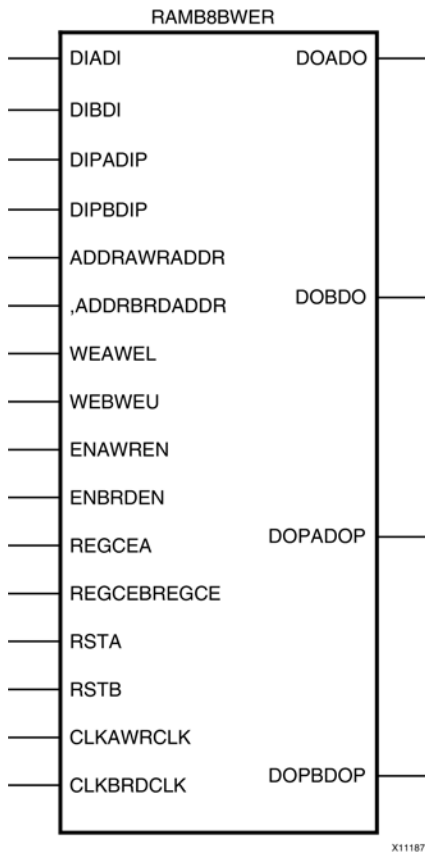 RAMB8BWER
DIADI DOADO
DIBDI
DIPADIP
DIPBDIP
ADDRAWRADDR
,ADDRBRDADDR DOBDO
WEAWEL
WEBWEU
ENAWREN
ENBRDEN
REGCEA DOPADOP
REGCEBREGCE
RSTA
RSTB
CLKAWRCLK
CLKBRDCLK DOPBDOP
X11187